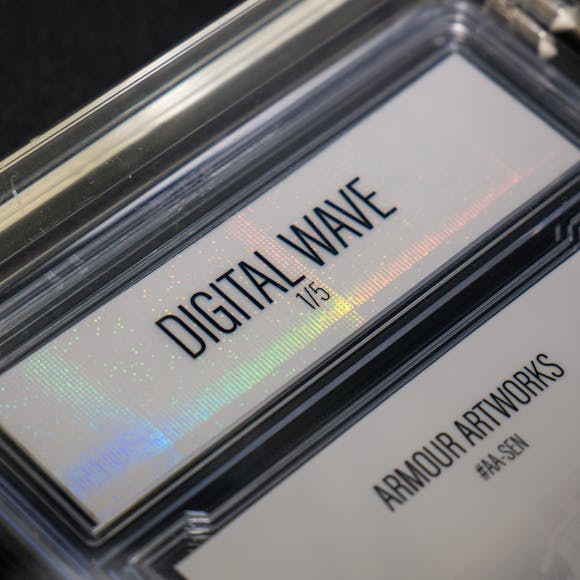 DIGITAL WAVE
1/5
ARMOUR ARTWORKS
#AA-SEN